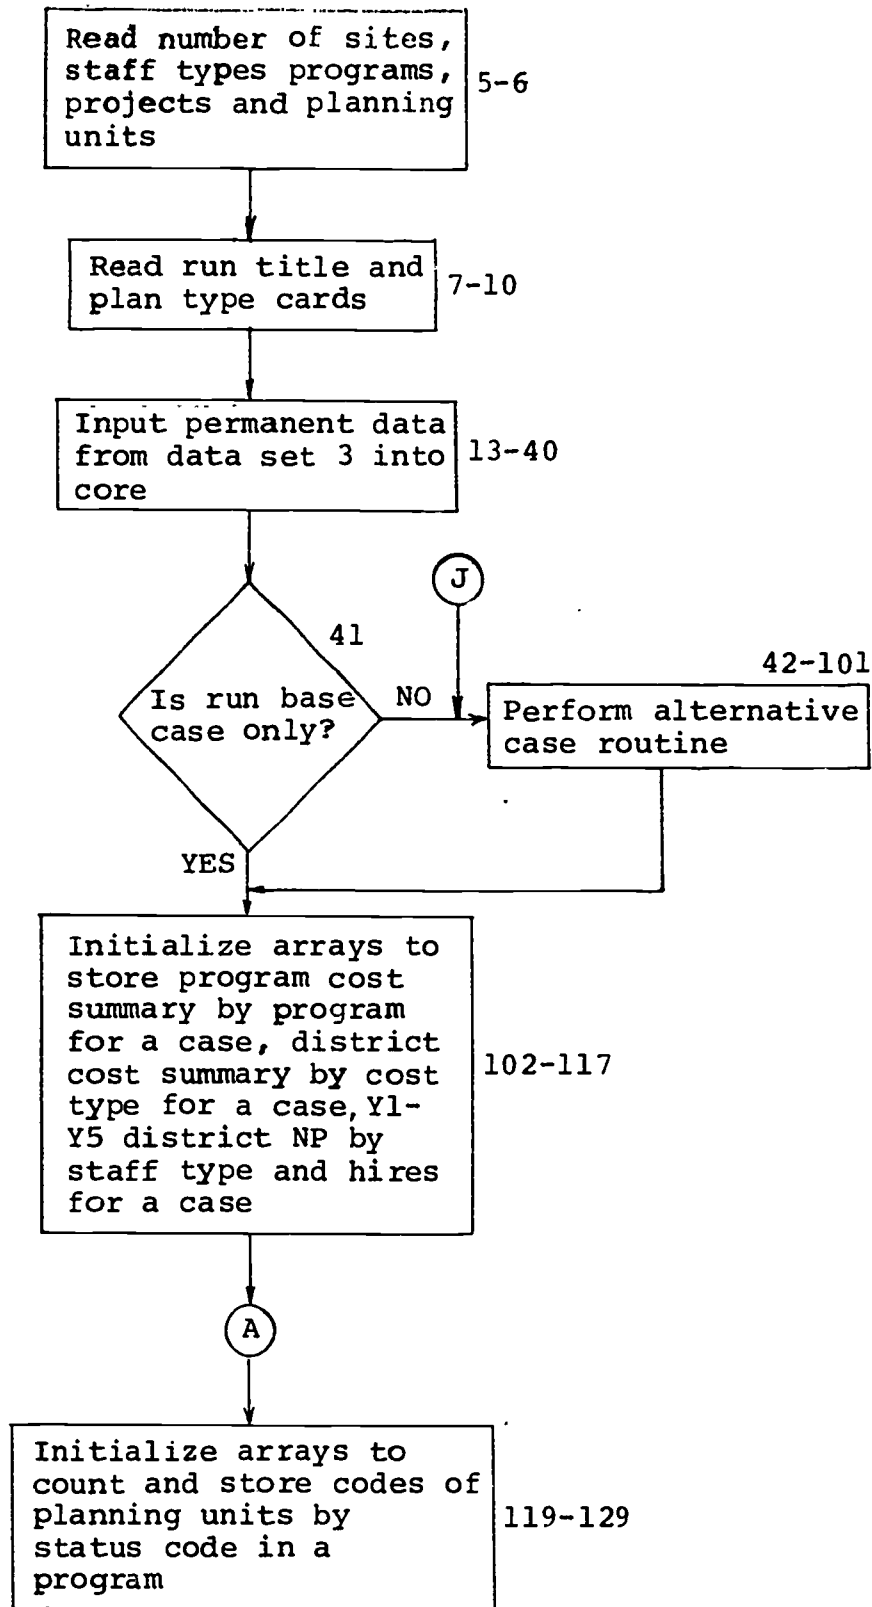 Read number of sites,
staff types programs,
projects and planning
units
5-6
Read run title and
plan type cards
7-10
Input permanent data
from data set 3 into
core
13-40
J
41
42-101
Is run base
case only?
NO
Perform alternative
case routine
YES
Initialize arrays to
store program cost
summary by program
for a case, district
cost summary by cost
type for a case,Y1-
Y5 district NP by
staff type and hires
for a case
102-117
A
Initialize arrays to
count and store codes of
planning units by
status code in a
program
119-129